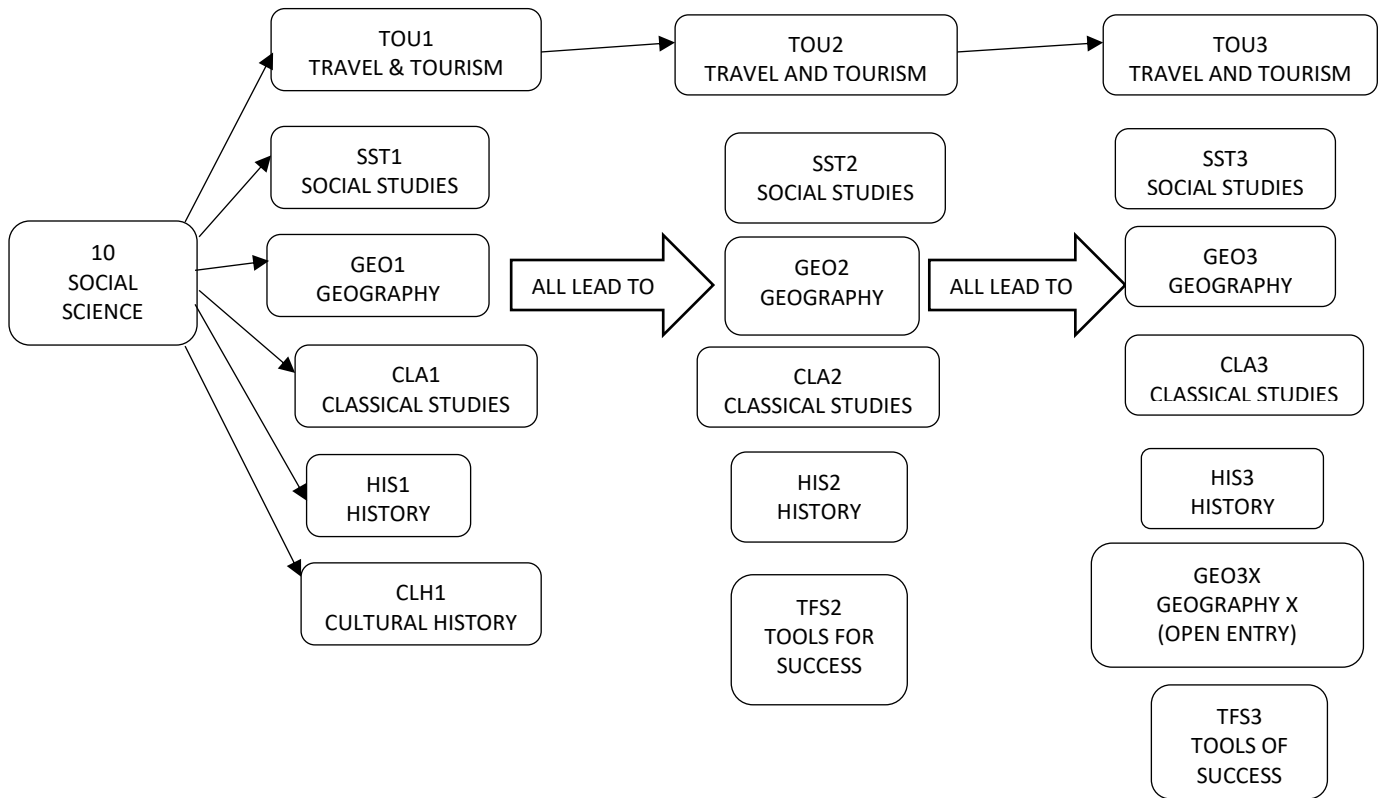 TOU1
TRAVEL & TOURISM
TOU2
TRAVEL AND TOURISM
TOU3
TRAVEL AND TOURISM
SST1
SOCIAL STUDIES
SST2
SOCIAL STUDIES
SST3
SOCIAL STUDIES
10
SOCIAL
SCIENCE
GEO1
GEOGRAPHY
ALL LEAD TO
GEO2
GEOGRAPHY
ALL LEAD TO
GEO3
GEOGRAPHY
CLA1
CLASSICAL STUDIES
CLA2
CLASSICAL STUDIES
CLA3
CLASSICAL STUDIES
HIS1
HISTORY
HIS2
HISTORY
HIS3
HISTORY
CLH1
CULTURAL HISTORY
TFS2
TOOLS FOR
SUCCESS
GEO3X
GEOGRAPHY X
(OPEN ENTRY)
TFS3
TOOLS OF
SUCCESS